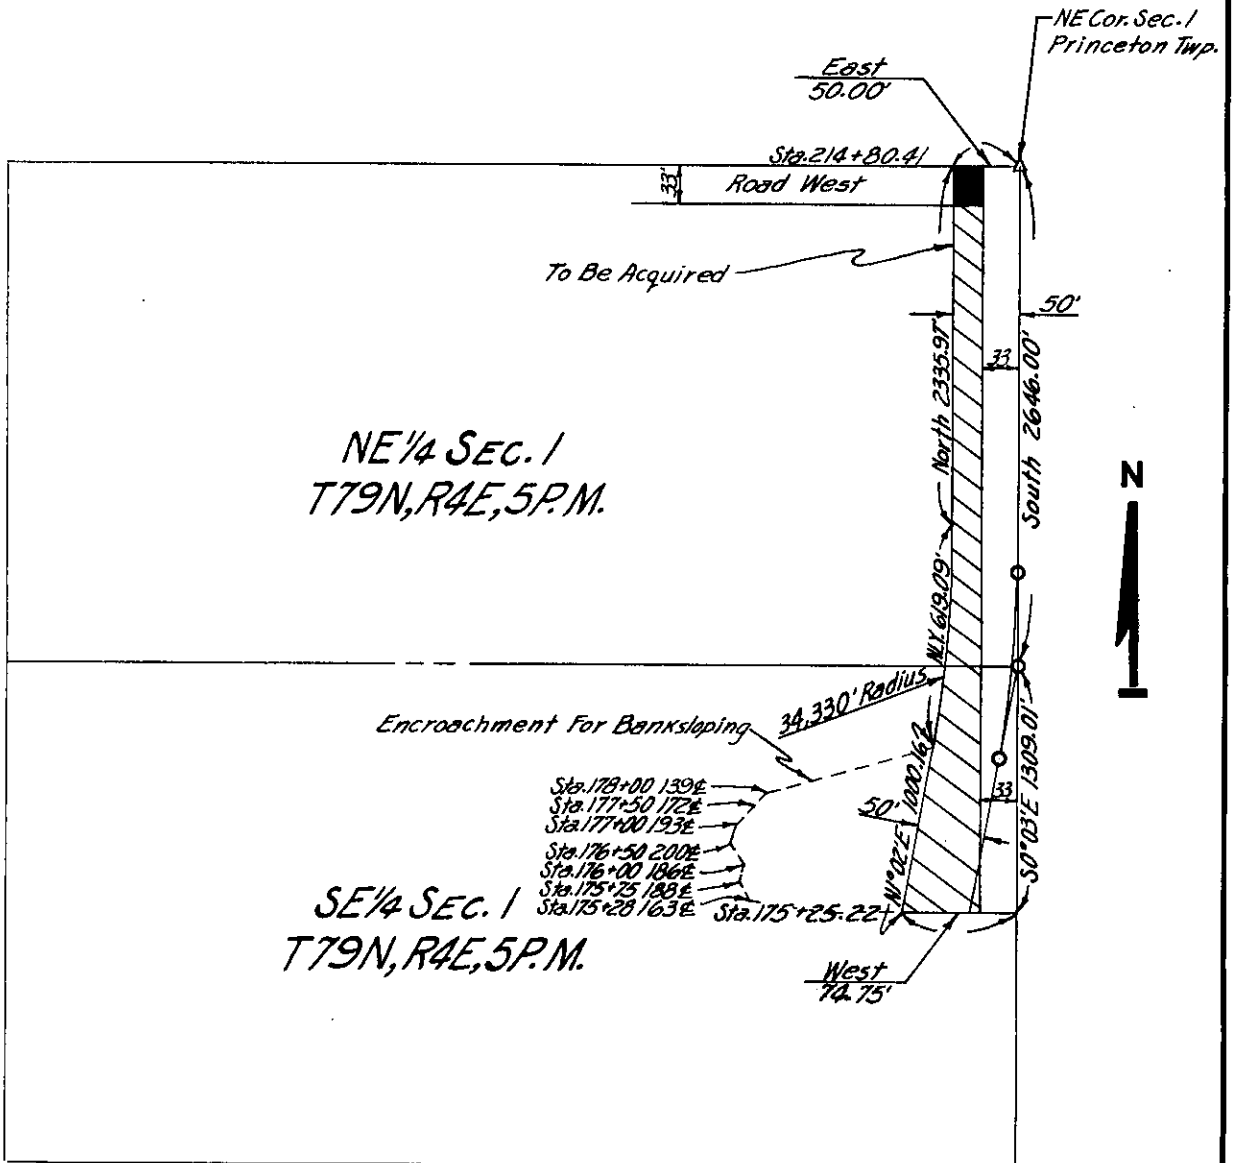 NE Cor. Sec. 1
Princeton Twp.
East
50.00'
Sta. 214+80.41
33'
Road West
To Be Acquired
50'
33
North 2335.97'
South 2646.00'
NE 1/4 SEC. 1
T79N, R4E, 5P.M.
N
NLY. 619.09'
34,330' Radius
Encroachment For Banksloping
N1°02'E 1000.16'
S0°03'E 1309.01'
Sta. 178+00 139℄
Sta. 177+50 172℄
Sta. 177+00 193℄
Sta. 176+50 200℄
Sta. 176+00 186℄
Sta. 175+75 188℄
Sta. 175+28 163℄
50'
33
Sta. 175+25.22
SE 1/4 SEC. 1
T79N, R4E, 5P.M.
West
74.75'